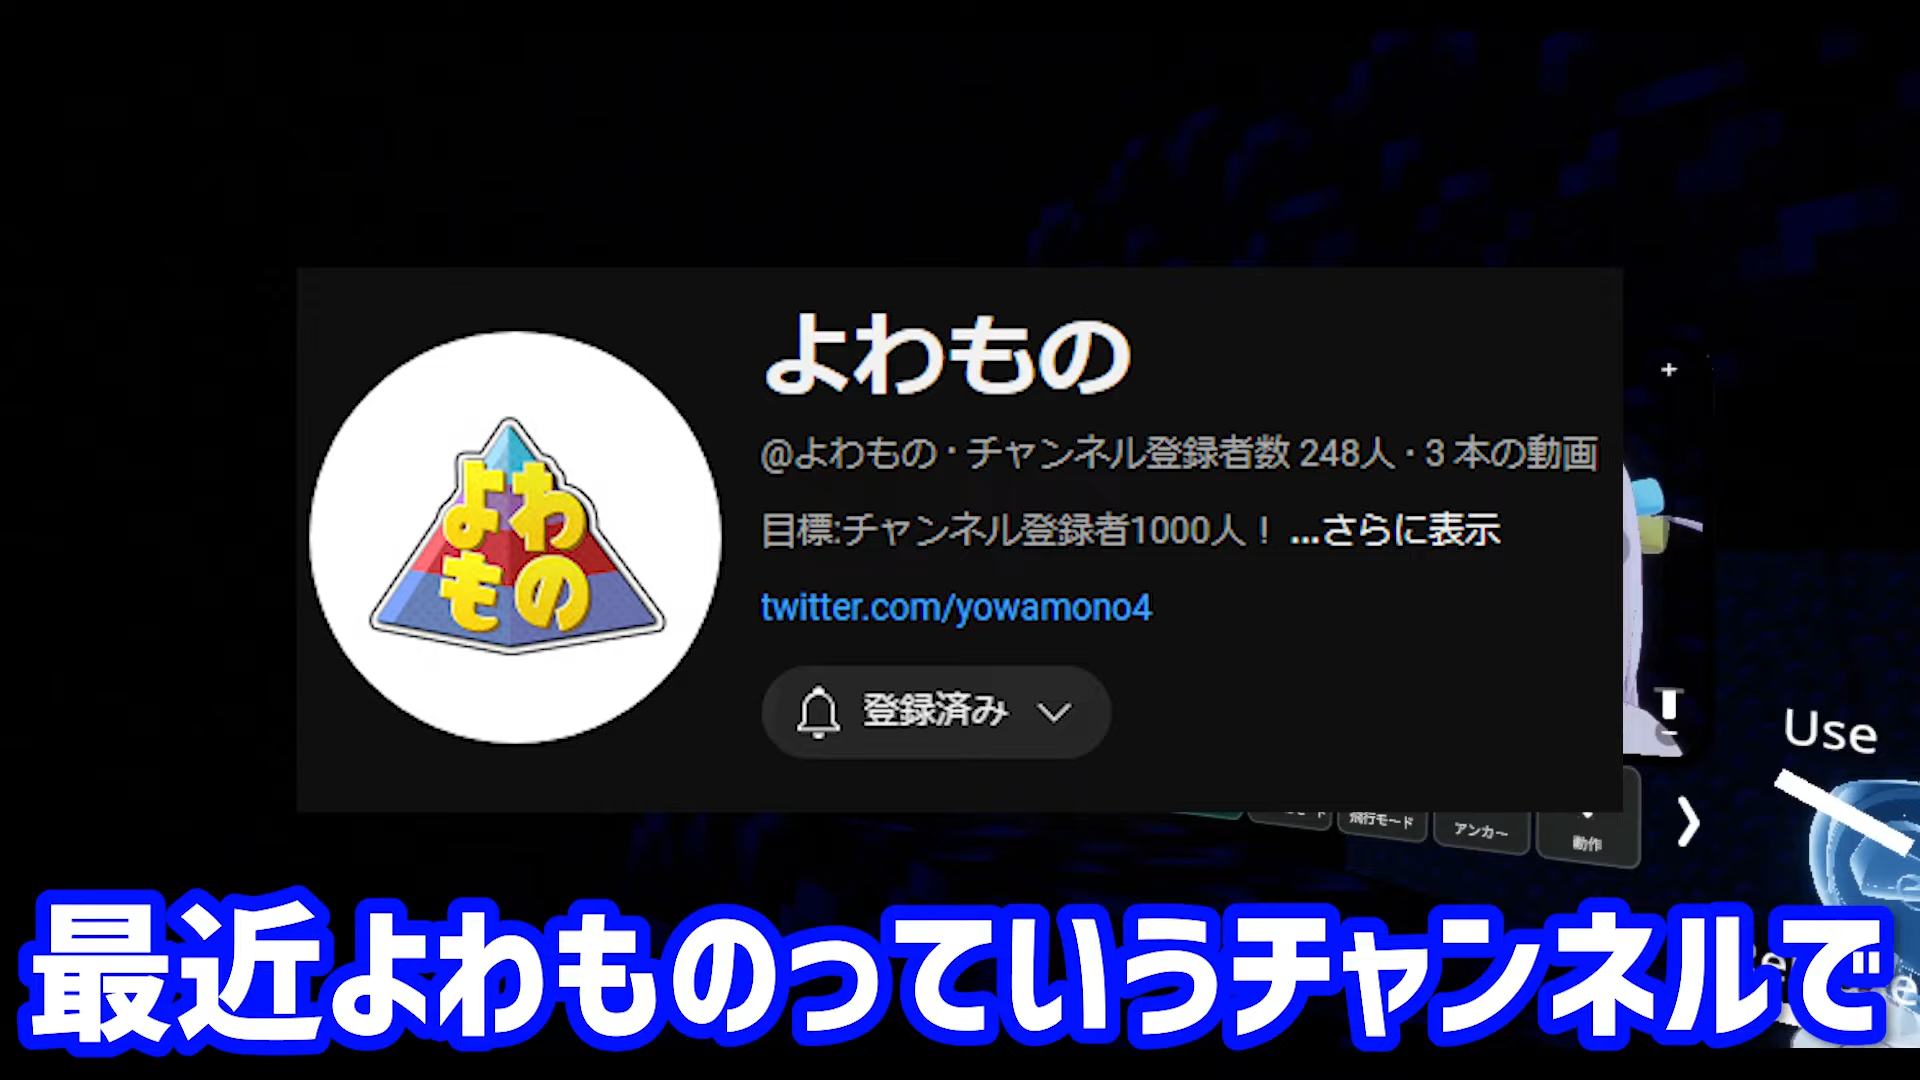 よわもの
よわ
もの
@よわもの・チャンネル登録者数 248人・3 本の動画
目標:チャンネル登録者1000人！ ...さらに表示
twitter.com/yowamono4
登録済み
Use
飛行モード
アンカー
動作
最近よわものっていうチャンネルで